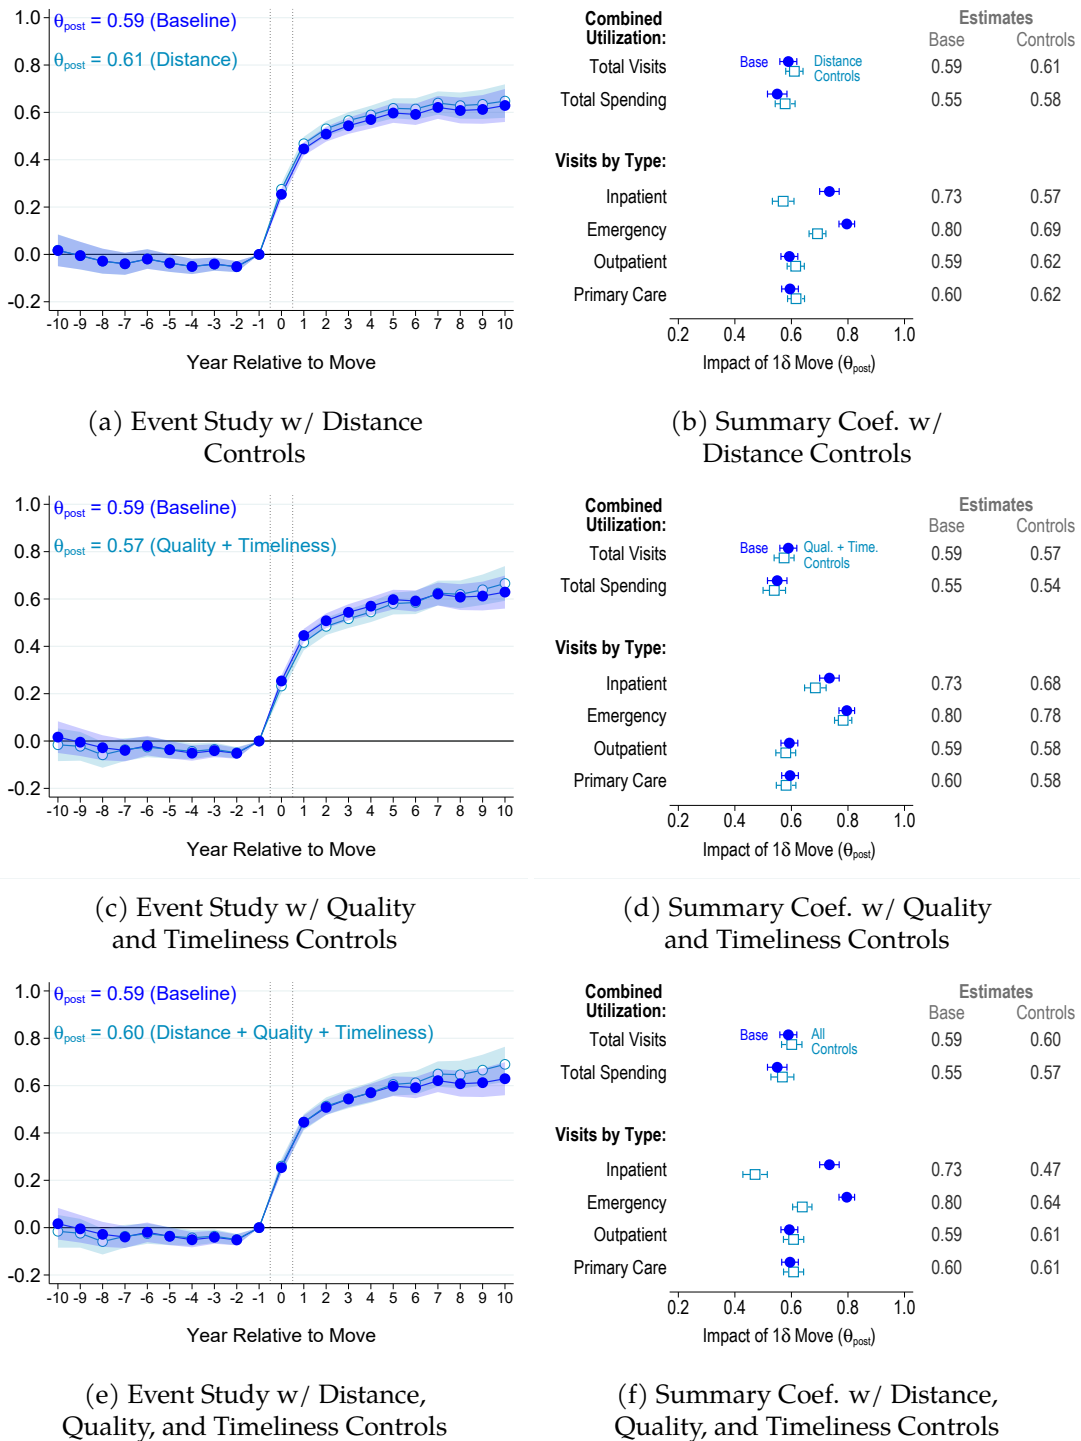 1.0
0.8
0.6
0.4
0.2
0.0
-0.2
θpost = 0.59 (Baseline)
θpost = 0.61 (Distance)
-10 -9 -8 -7 -6 -5 -4 -3 -2 -1 0 1 2 3 4 5 6 7 8 9 10
Year Relative to Move
(a) Event Study w/ Distance
Controls
Combined Estimates
Utilization: Base Controls
Total Visits Base Distance Controls 0.59 0.61
Total Spending 0.55 0.58
Visits by Type:
Inpatient 0.73 0.57
Emergency 0.80 0.69
Outpatient 0.59 0.62
Primary Care 0.60 0.62
0.2 0.4 0.6 0.8 1.0
Impact of 1δ Move (θpost)
(b) Summary Coef. w/
Distance Controls
1.0
0.8
0.6
0.4
0.2
0.0
-0.2
θpost = 0.59 (Baseline)
θpost = 0.57 (Quality + Timeliness)
-10 -9 -8 -7 -6 -5 -4 -3 -2 -1 0 1 2 3 4 5 6 7 8 9 10
Year Relative to Move
(c) Event Study w/ Quality
and Timeliness Controls
Combined Estimates
Utilization: Base Controls
Total Visits Base Qual. + Time. Controls 0.59 0.57
Total Spending 0.55 0.54
Visits by Type:
Inpatient 0.73 0.68
Emergency 0.80 0.78
Outpatient 0.59 0.58
Primary Care 0.60 0.58
0.2 0.4 0.6 0.8 1.0
Impact of 1δ Move (θpost)
(d) Summary Coef. w/ Quality
and Timeliness Controls
1.0
0.8
0.6
0.4
0.2
0.0
-0.2
θpost = 0.59 (Baseline)
θpost = 0.60 (Distance + Quality + Timeliness)
-10 -9 -8 -7 -6 -5 -4 -3 -2 -1 0 1 2 3 4 5 6 7 8 9 10
Year Relative to Move
(e) Event Study w/ Distance,
Quality, and Timeliness Controls
Combined Estimates
Utilization: Base Controls
Total Visits Base All Controls 0.59 0.60
Total Spending 0.55 0.57
Visits by Type:
Inpatient 0.73 0.47
Emergency 0.80 0.64
Outpatient 0.59 0.61
Primary Care 0.60 0.61
0.2 0.4 0.6 0.8 1.0
Impact of 1δ Move (θpost)
(f) Summary Coef. w/ Distance,
Quality, and Timeliness Controls